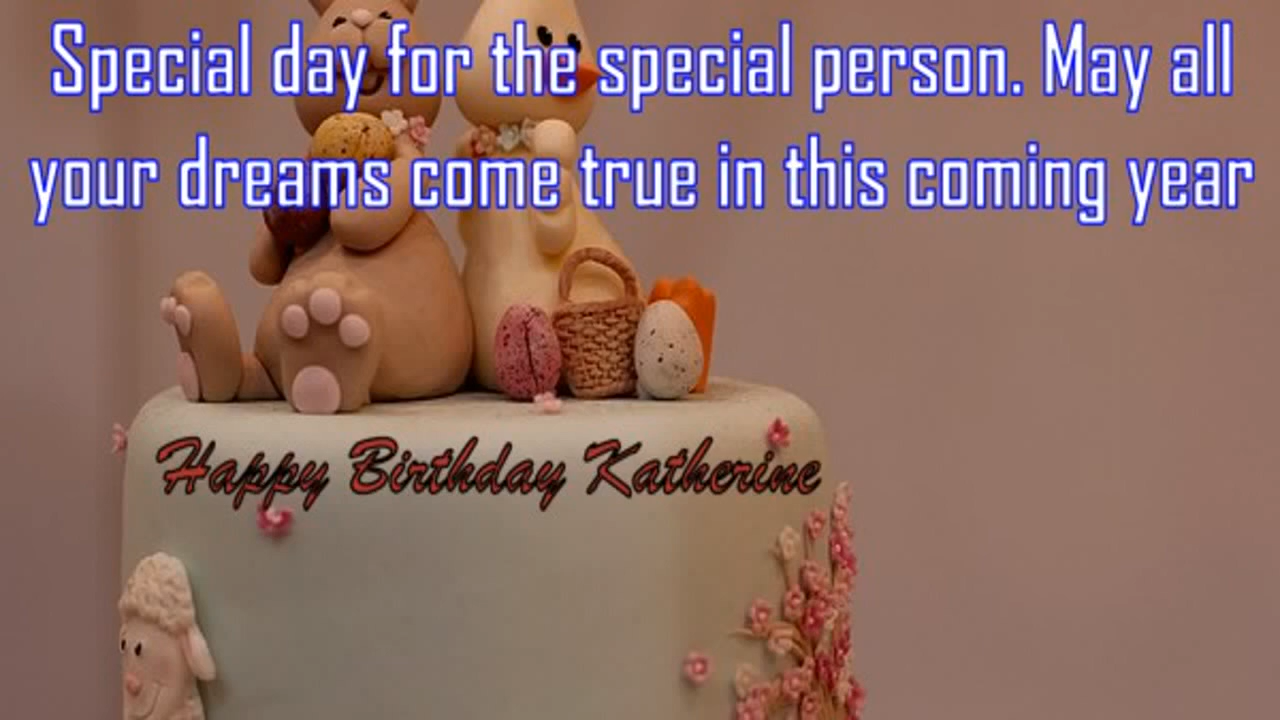 Special day for the special person. May all
your dreams come true in this coming year
Happy Birthday Katherine